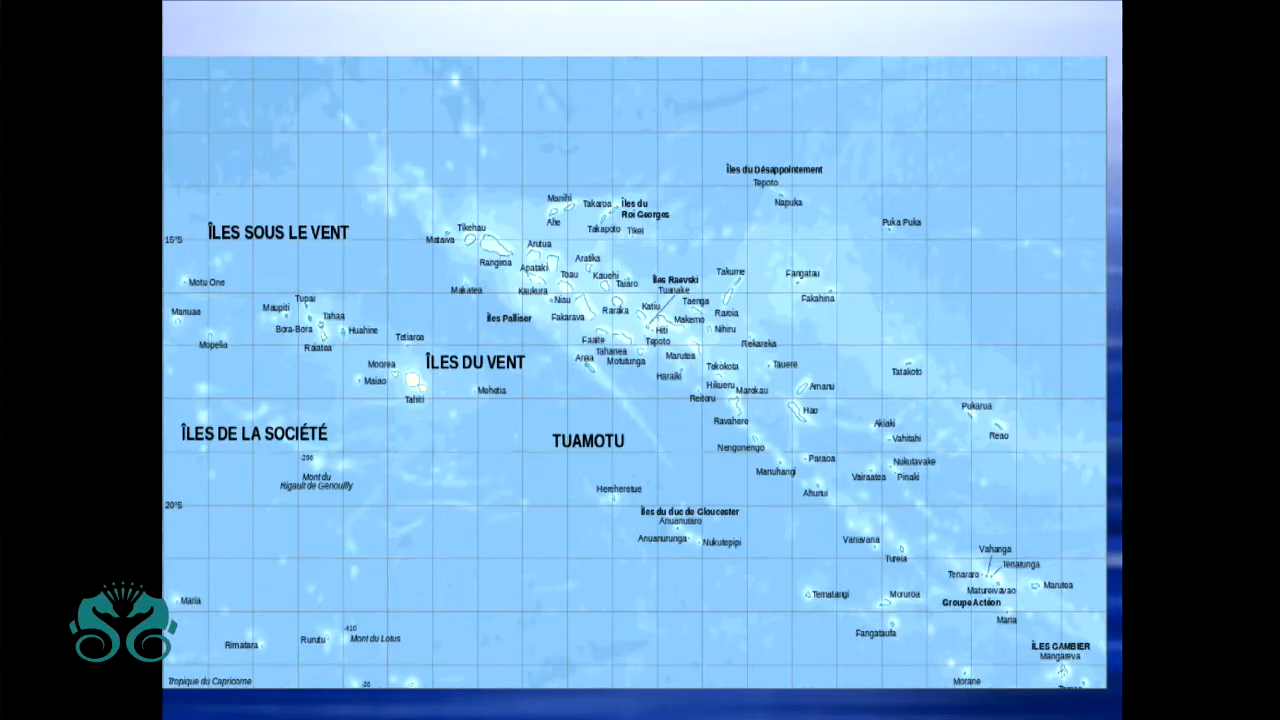 Îles du Désappointement
Tepoto
Napuka
Manihi
Takaroa
Îles du
Roi Georges
Ahe
Takapoto
Tikei
Puka Puka
ÎLES SOUS LE VENT
15°S
Mataiva
Tikehau
Rangiroa
Arutua
Apataki
Aratika
Toau
Kauehi
Taiaro
Îles Raevski
Tuanake
Takume
Fangatau
Fakahina
Motu One
Makatea
Kaukura
Niau
Fakarava
Raraka
Katiu
Taenga
Makemo
Raroia
Manuae
Maupiti
Tupai
Tahaa
Bora-Bora
Huahine
Raiatea
Mopelia
Tetiaroa
Îles Palliser
Faaite
Hiti
Tepoto
Nihiru
Rekareka
Tahanea
Motutunga
Anaa
Marutea
Haraiki
Tekokota
Tauere
Tatakoto
Moorea
ÎLES DU VENT
Maiao
Mehetia
Tahiti
Hikueru
Marokau
Reitoru
Amanu
Hao
Ravahere
Pukarua
Reao
Akiaki
Vahitahi
ÎLES DE LA SOCIÉTÉ
TUAMOTU
Nengonengo
Manuhangi
Paraoa
Nukutavake
Vairaatea
Pinaki
Ahunui
Mont du
Rigault de Genouilly
Hereheretue
20°S
Îles du duc de Gloucester
Anuanuraro
Anuanurunga
Nukutepipi
Vanavana
Tureia
Vahanga
Tenararo
Tenarunga
Matureivavao
Marutea
Groupe Actéon
Maria
Tematangi
Moruroa
Fangataufa
Maria
Rimatara
Rurutu
-410
Mont du Lotus
ÎLES GAMBIER
Mangareva
Morane
Tropique du Capricorne